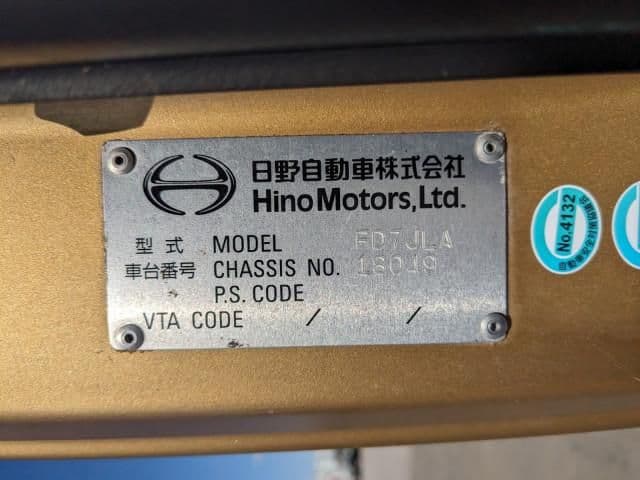 日野自動車株式会社
Hino Motors, Ltd.
型式 MODEL FD7JLA
車台番号 CHASSIS NO. 18049
P.S. CODE
VTA CODE / /
No.4132